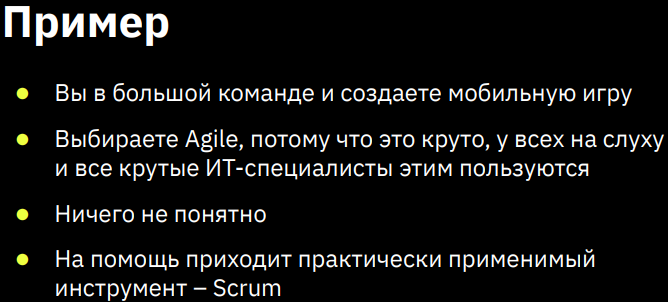 Пример
● Вы в большой команде и создаете мобильную игру
● Выбираете Agile, потому что это круто, у всех на слуху
и все крутые ИТ-специалисты этим пользуются
● Ничего не понятно
● На помощь приходит практически применимый
инструмент – Scrum